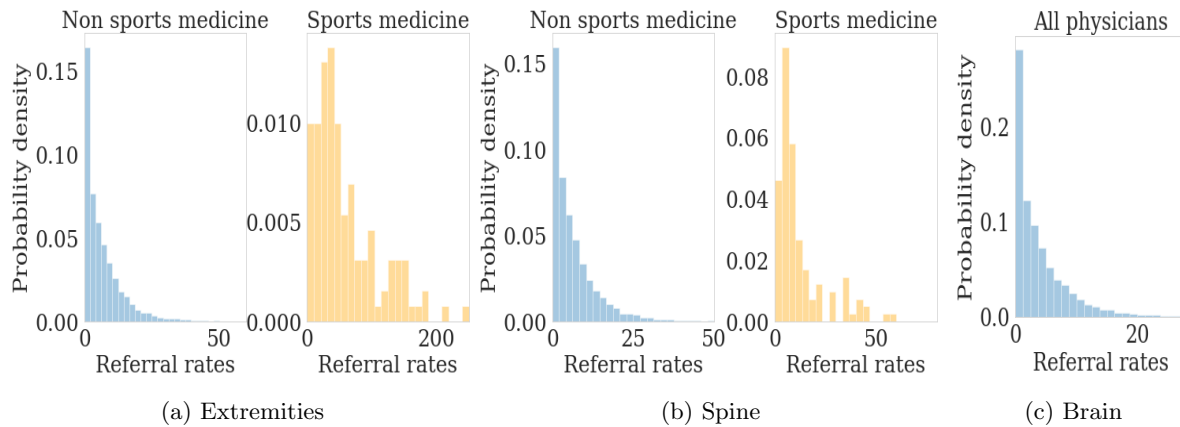 Non sports medicine
Probability density
0.15
0.10
0.05
0.00
0
50
Referral rates
Sports medicine
0.010
0.005
0.000
0
200
Referral rates
(a) Extremities
Non sports medicine
Probability density
0.15
0.10
0.05
0.00
0
25
50
Referral rates
Sports medicine
0.08
0.06
0.04
0.02
0.00
0
50
Referral rates
(b) Spine
All physicians
Probability density
0.2
0.1
0.0
0
20
Referral rates
(c) Brain